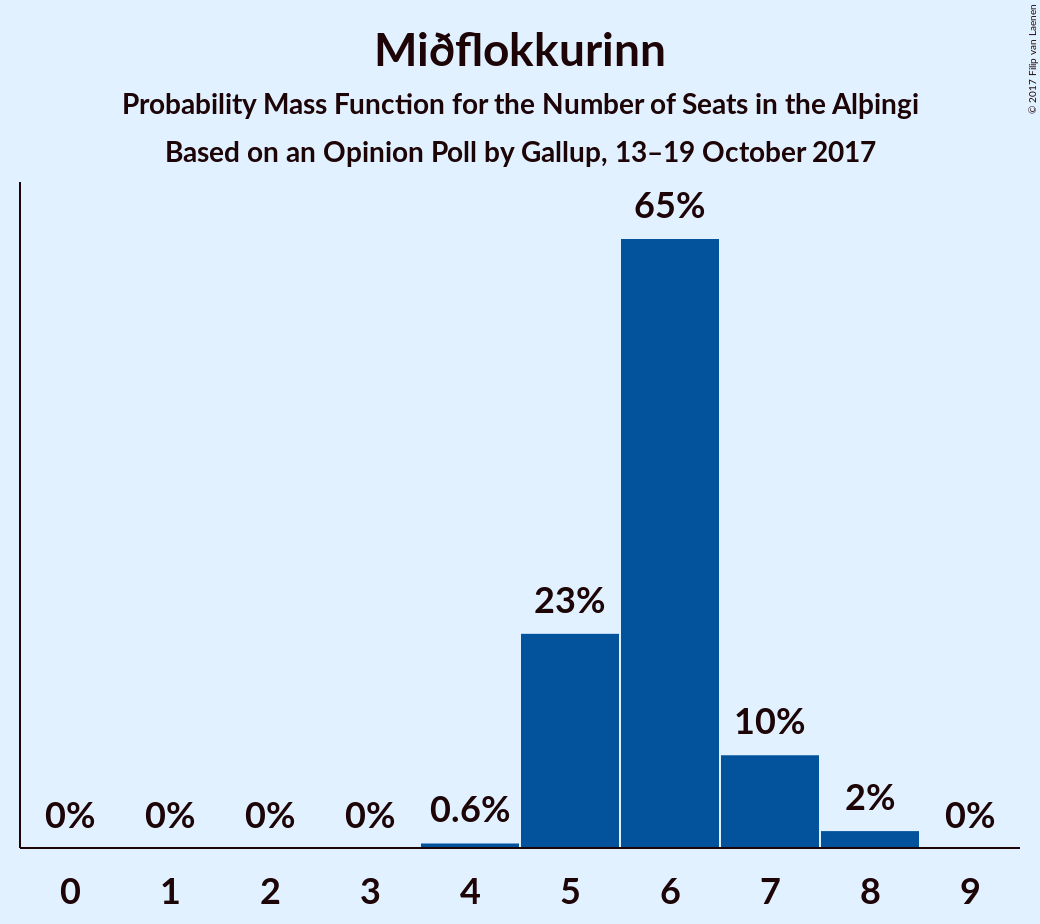 Miðflokkurinn
Probability Mass Function for the Number of Seats in the Alþingi
Based on an Opinion Poll by Gallup, 13–19 October 2017
© 2017 Filip van Laenen
65%
23%
10%
2%
0% 0% 0% 0% 0.6% 0%
0 1 2 3 4 5 6 7 8 9